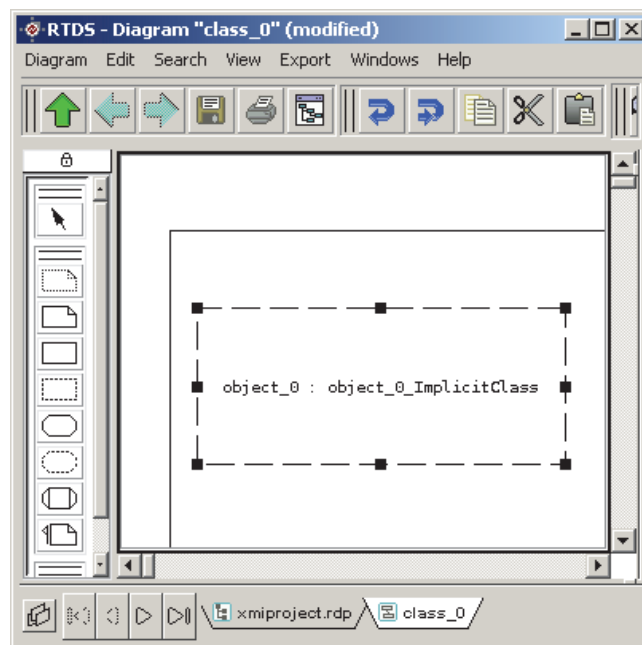 RTDS - Diagram "class_0" (modified)
Diagram Edit Search View Export Windows Help
object_0 : object_0_ImplicitClass
xmiproject.rdp class_0